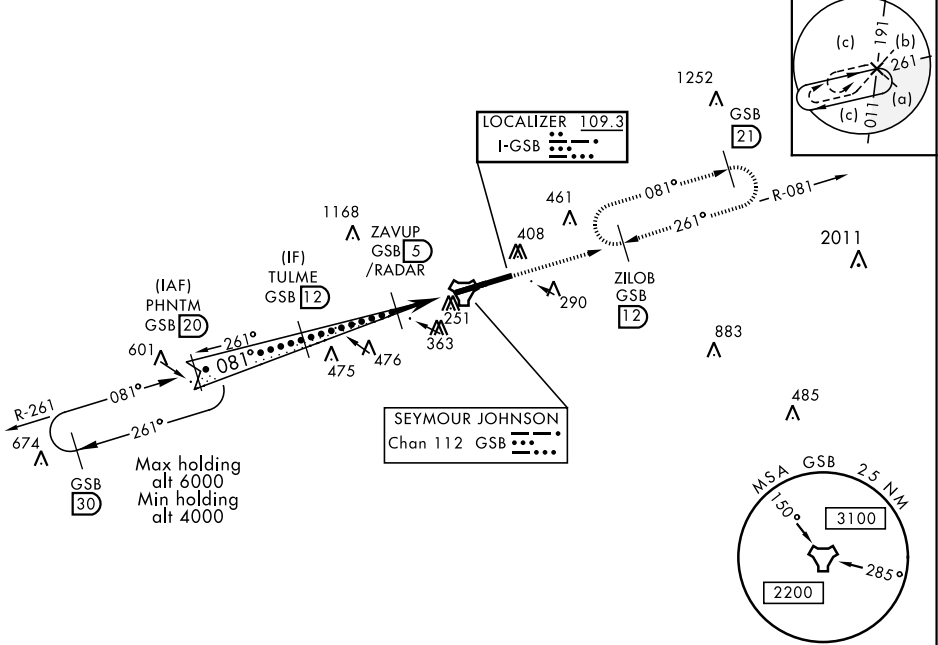 (c)
191
(b)
261
(a)
(c)
011
1252
GSB
21
LOCALIZER 109.3
I-GSB
081°
R-081
261°
461
1168
ZAVUP
GSB 5
/RADAR
408
2011
(IF)
TULME
GSB 12
ZILOB
GSB
12
290
(IAF)
PHNTM
GSB 20
261°
251
363
601
081°
476
475
883
081°
R-261
261°
674
485
SEYMOUR JOHNSON
Chan 112 GSB
GSB
30
Max holding
alt 6000
Min holding
alt 4000
MSA GSB 25 NM
150°
3100
285°
2200